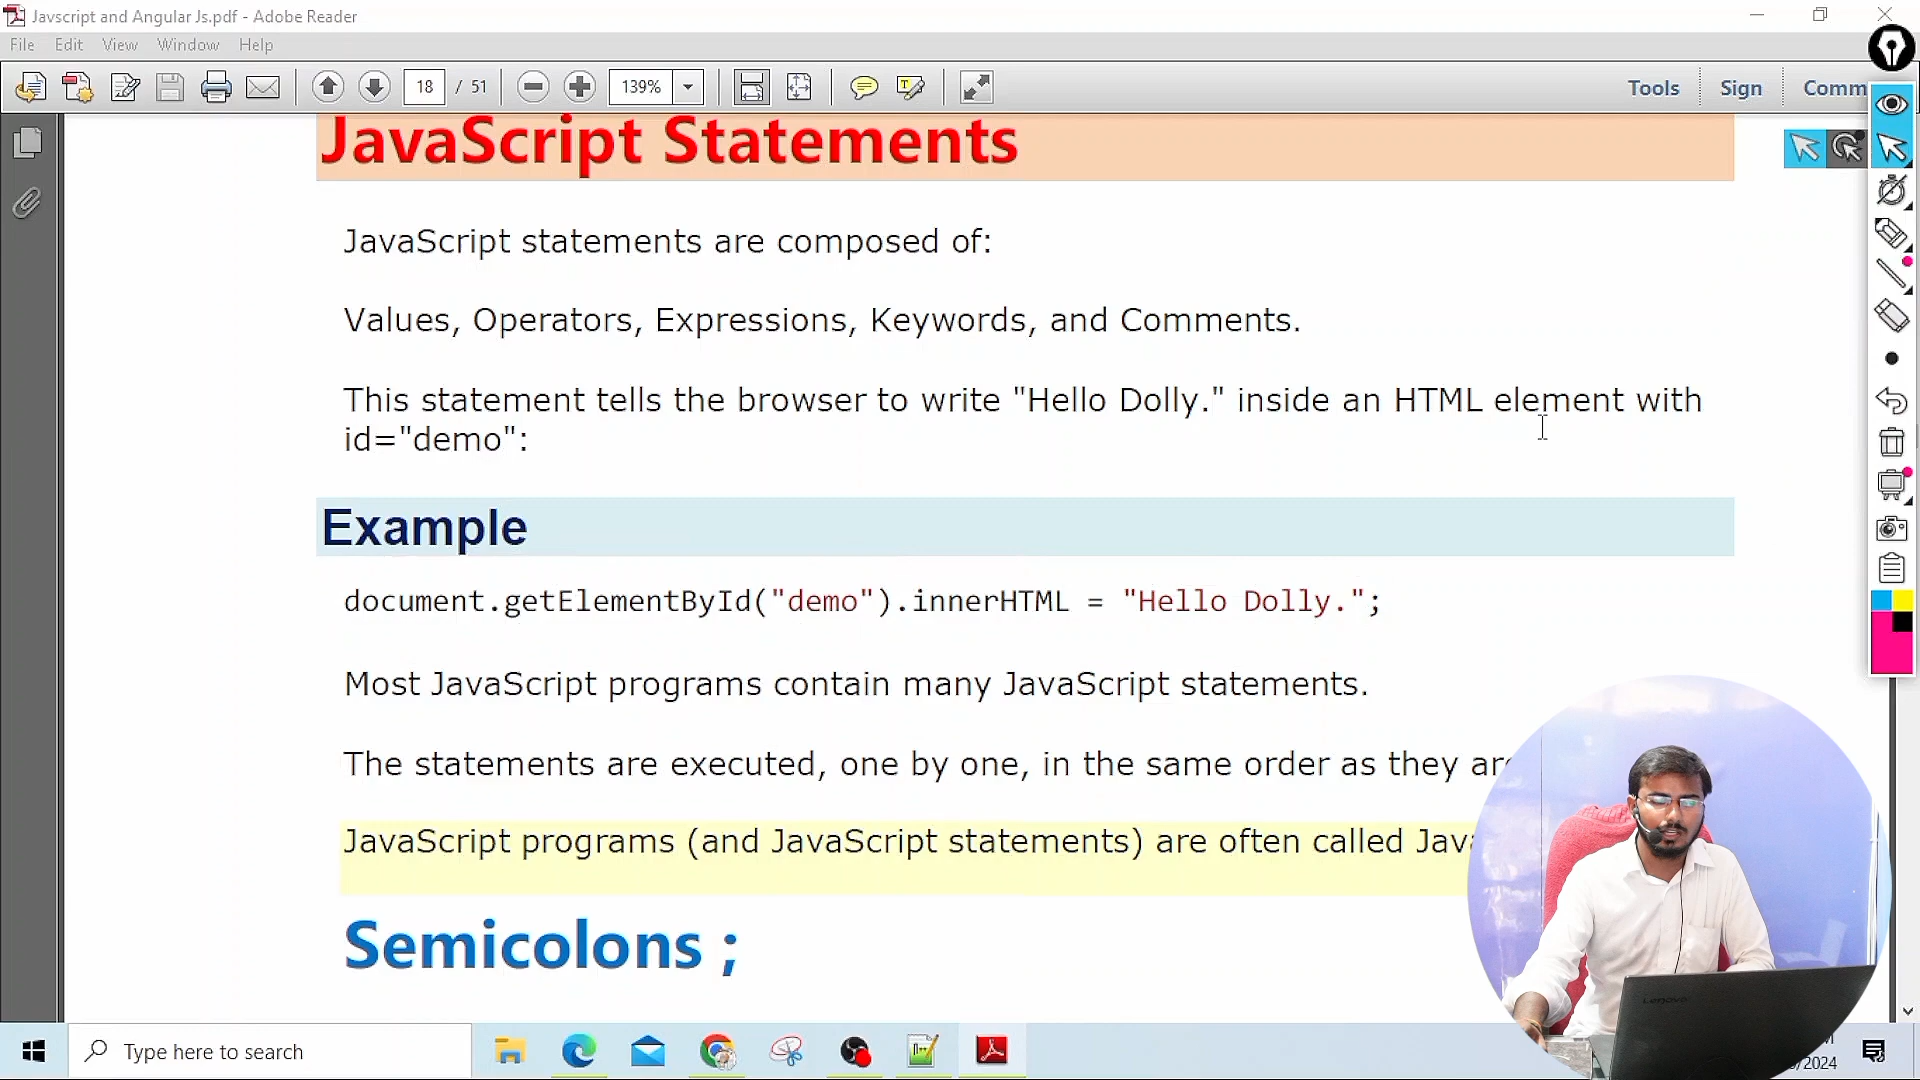 Javscript and Angular Js.pdf - Adobe Reader
File Edit View Window Help
18 / 51 139% Tools Sign Comm
JavaScript Statements
JavaScript statements are composed of:
Values, Operators, Expressions, Keywords, and Comments.
This statement tells the browser to write "Hello Dolly." inside an HTML element with
id="demo":
Example
document.getElementById("demo").innerHTML = "Hello Dolly.";
Most JavaScript programs contain many JavaScript statements.
The statements are executed, one by one, in the same order as they
JavaScript programs (and JavaScript statements) are often called
Semicolons ;
Lenovo
Type here to search
/2024